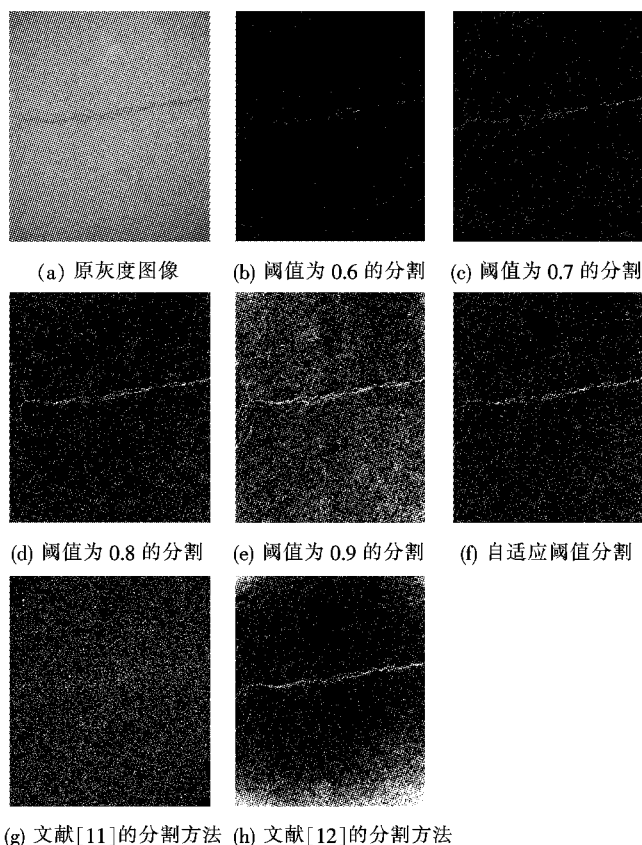 (a) 原灰度图像
(b) 阈值为 0.6 的分割
(c) 阈值为 0.7 的分割
(d) 阈值为 0.8 的分割
(e) 阈值为 0.9 的分割
(f) 自适应阈值分割
(g) 文献[11]的分割方法
(h) 文献[12]的分割方法